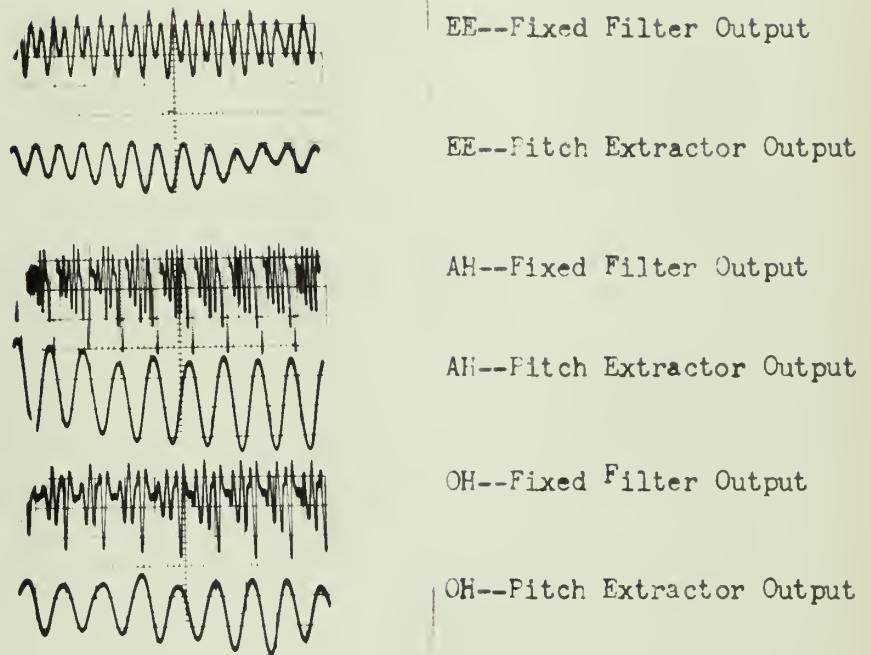 EE--Fixed Filter Output
EE--Pitch Extractor Output
AH--Fixed Filter Output
AH--Pitch Extractor Output
OH--Fixed Filter Output
OH--Pitch Extractor Output